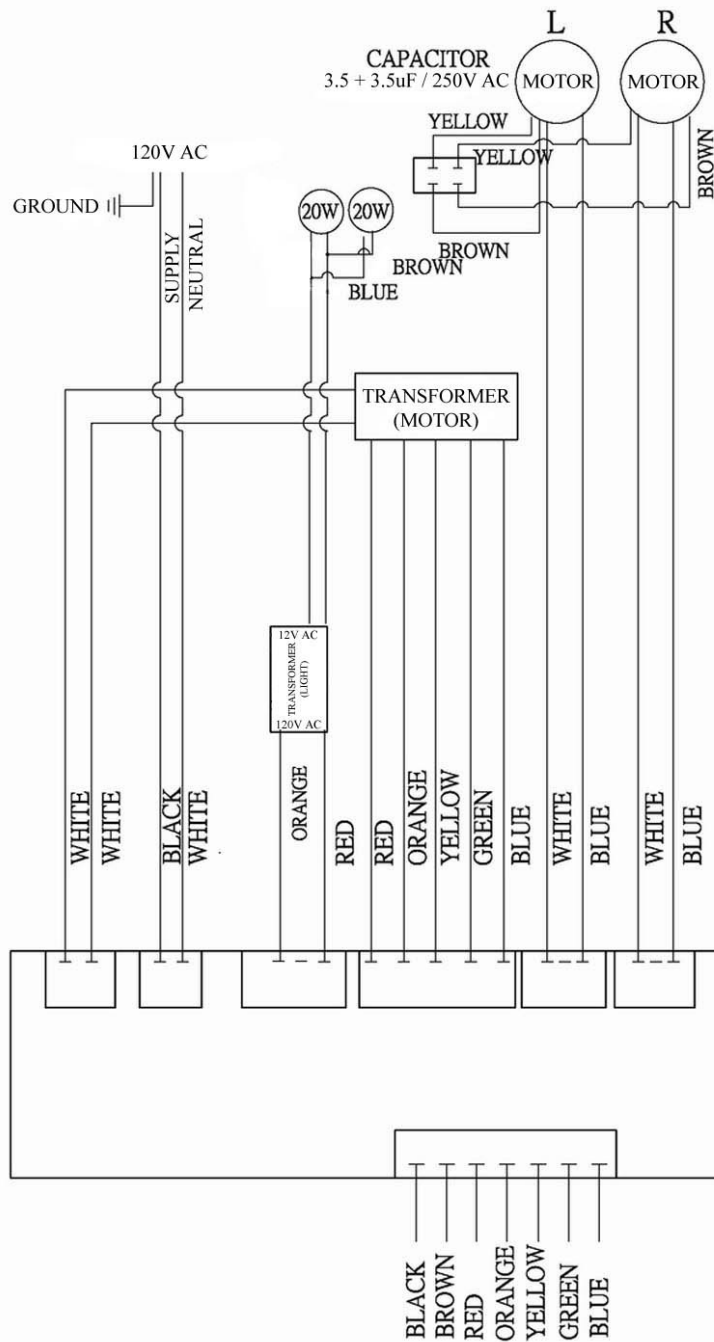 L
R
CAPACITOR
3.5 + 3.5uF / 250V AC
MOTOR
MOTOR
YELLOW
YELLOW
BROWN
120V AC
GROUND
SUPPLY
NEUTRAL
20W
20W
BROWN
BROWN
BLUE
TRANSFORMER
(MOTOR)
12V AC
TRANSFORMER
(LIGHT)
120V AC
WHITE
WHITE
BLACK
WHITE
ORANGE
RED
RED
ORANGE
YELLOW
GREEN
BLUE
WHITE
BLUE
WHITE
BLUE
BLACK
BROWN
RED
ORANGE
YELLOW
GREEN
BLUE